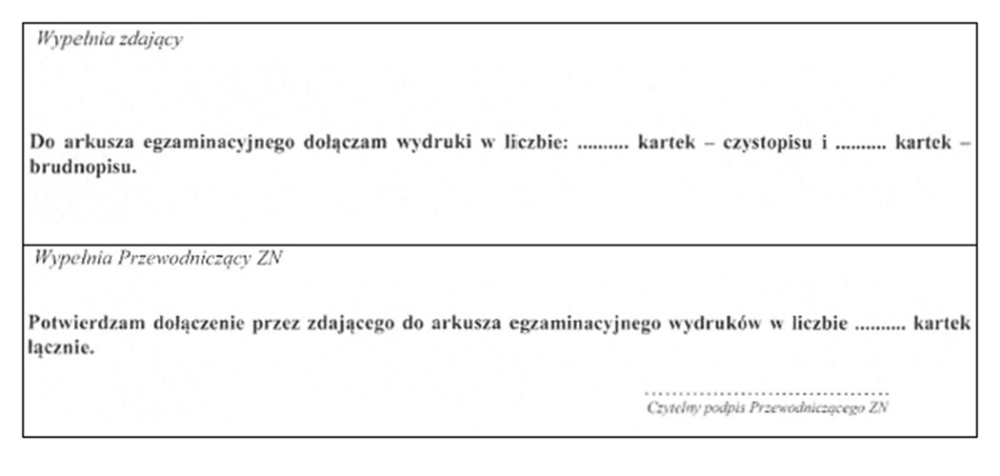 Wypełnia zdający
Do arkusza egzaminacyjnego dołączam wydruki w liczbie: .......... kartek – czystopisu i .......... kartek –
brudnopisu.
Wypełnia Przewodniczący ZN
Potwierdzam dołączenie przez zdającego do arkusza egzaminacyjnego wydruków w liczbie .......... kartek
łącznie.
...................................
Czytelny podpis Przewodniczącego ZN